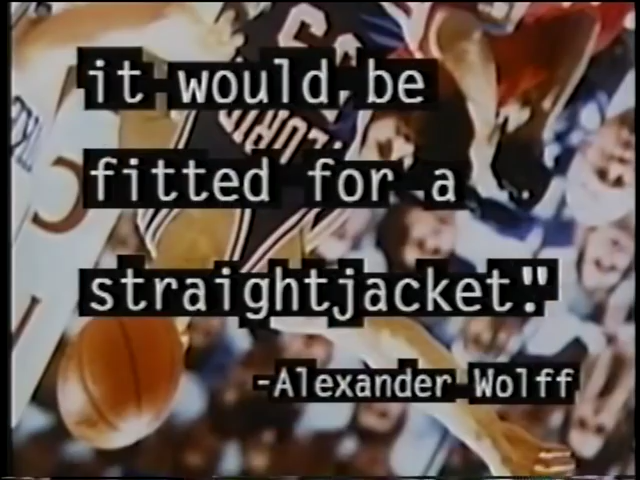 it would be
fitted for a
straightjacket."
-Alexander Wolff